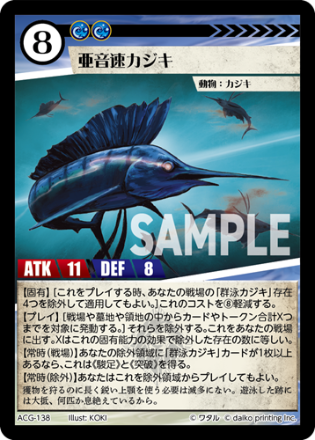 8
亜音速カジキ
動物：カジキ
SAMPLE
ATK 11 DEF 8
【固有】[これをプレイする時、あなたの戦場の「群泳カジキ」存在
4つを除外して適用してもよい。]これのコストを⑧軽減する。
【プレイ】[戦場や墓地や領地の中からカードやトークン合計Xつ
までを対象に発動する。]それらを除外する。これをあなたの戦場
に出す。Xはこれの固有能力の効果で除外した存在の数に等しい。
【常時(戦場)】あなたの除外領域に「群泳カジキ」カードが1枚以上
あるなら、これは《駿足》と《突破》を得る。
【常時(除外)】あなたはこれを除外領域からプレイしてもよい。
獲物を狩るのに長く鋭い上顎を使う必要は滅多にない。遊泳した跡に
は大抵、何匹か息絶えているから。
ACG-138 Illust: KOKI © ワタル © daiko printing Inc.